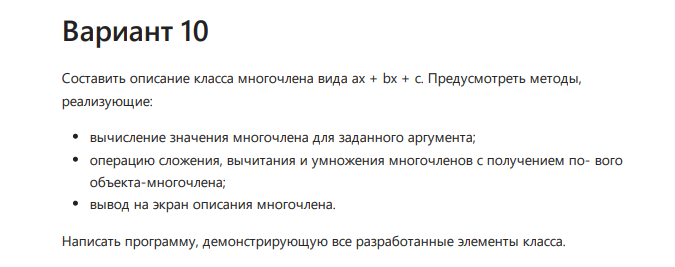 Вариант 10
Составить описание класса многочлена вида ах + bx + с. Предусмотреть методы,
реализующие:
• вычисление значения многочлена для заданного аргумента;
• операцию сложения, вычитания и умножения многочленов с получением по- вого
объекта-многочлена;
• вывод на экран описания многочлена.
Написать программу, демонстрирующую все разработанные элементы класса.